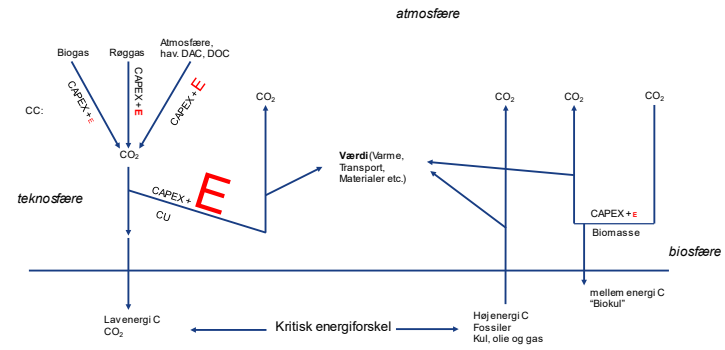 atmosfære
Biogas
Røggas
Atmosfære,
hav. DAC, DOC
CAPEX + E
CAPEX + E
CAPEX + E
CC:
CO2
CO2
CO2
CO2
CO2
CO2
Værdi (Varme,
Transport,
Materialer etc.)
teknosfære
CAPEX + E
CU
CAPEX + E
Biomasse
biosfære
Lavenergi C
CO2
Kritisk energiforskel
Højenergi C
Fossiler
Kul, olie og gas
mellem energi C
“Biokul”